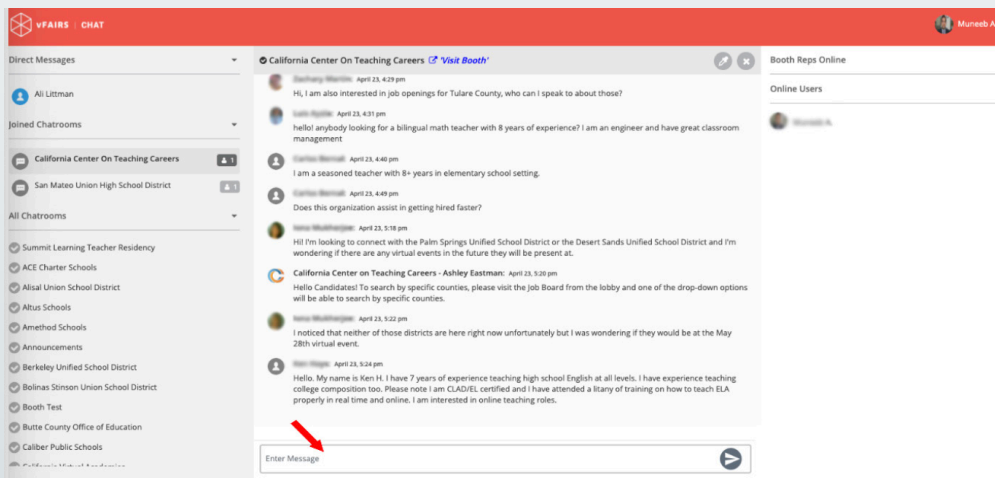 vFAIRS | CHAT
Muneeb A
Direct Messages
Ali Littman
Joined Chatrooms
California Center On Teaching Careers
1
San Mateo Union High School District
1
All Chatrooms
Summit Learning Teacher Residency
ACE Charter Schools
Alisal Union School District
Altus Schools
Amethod Schools
Announcements
Berkeley Unified School District
Bolinas Stinson Union School District
Booth Test
Butte County Office of Education
Caliber Public Schools
California Center On Teaching Careers 'Visit Booth'
April 23, 4:29 pm
Hi, I am also interested in job openings for Tulare County, who can I speak to about those?
April 23, 4:31 pm
hello! anybody looking for a bilingual math teacher with 8 years of experience? I am an engineer and have great classroom
management
April 23, 4:40 pm
I am a seasoned teacher with 8+ years in elementary school setting.
April 23, 4:49 pm
Does this organization assist in getting hired faster?
April 23, 5:18 pm
Hi! I'm looking to connect with the Palm Springs Unified School District or the Desert Sands Unified School District and I'm
wondering if there are any virtual events in the future they will be present at.
California Center on Teaching Careers - Ashley Eastman: April 23, 5:20 pm
Hello Candidates! To search by specific counties, please visit the Job Board from the lobby and one of the drop-down options
will be able to search by specific counties.
April 23, 5:22 pm
I noticed that neither of those districts are here right now unfortunately but I was wondering if they would be at the May
28th virtual event.
April 23, 5:24 pm
Hello. My name is Ken H. I have 7 years of experience teaching high school English at all levels. I have experience teaching
college composition too. Please note I am CLAD/EL certified and I have attended a litany of training on how to teach ELA
properly in real time and online. I am interested in online teaching roles.
Enter Message
Booth Reps Online
Online Users